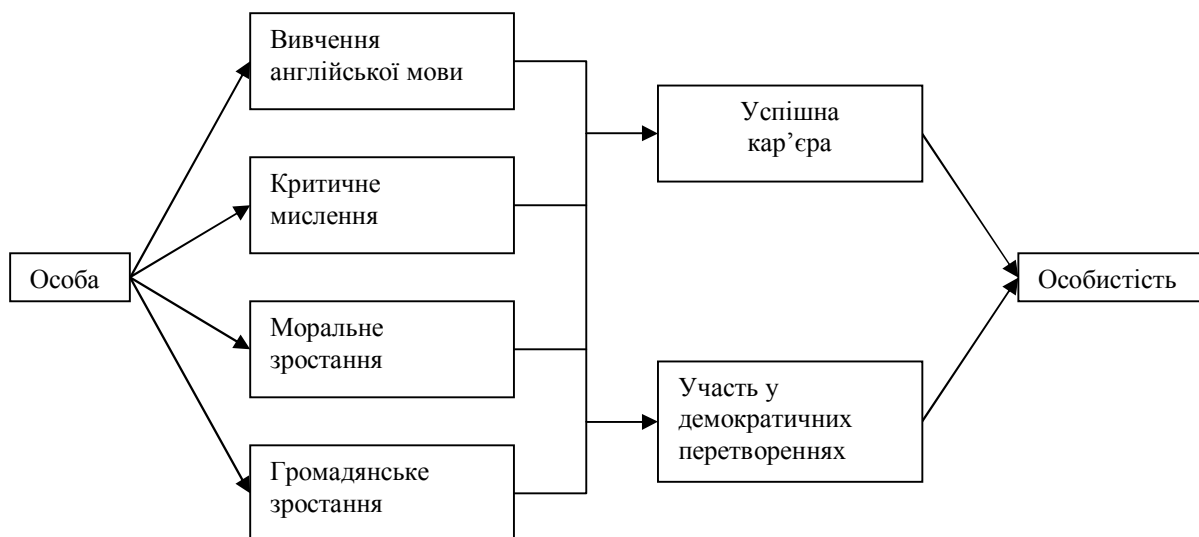 Вивчення
англійської мови
Успішна
кар’єра
Критичне
мислення
Особа
Особистість
Моральне
зростання
Участь у
демократичних
перетвореннях
Громадянське
зростання